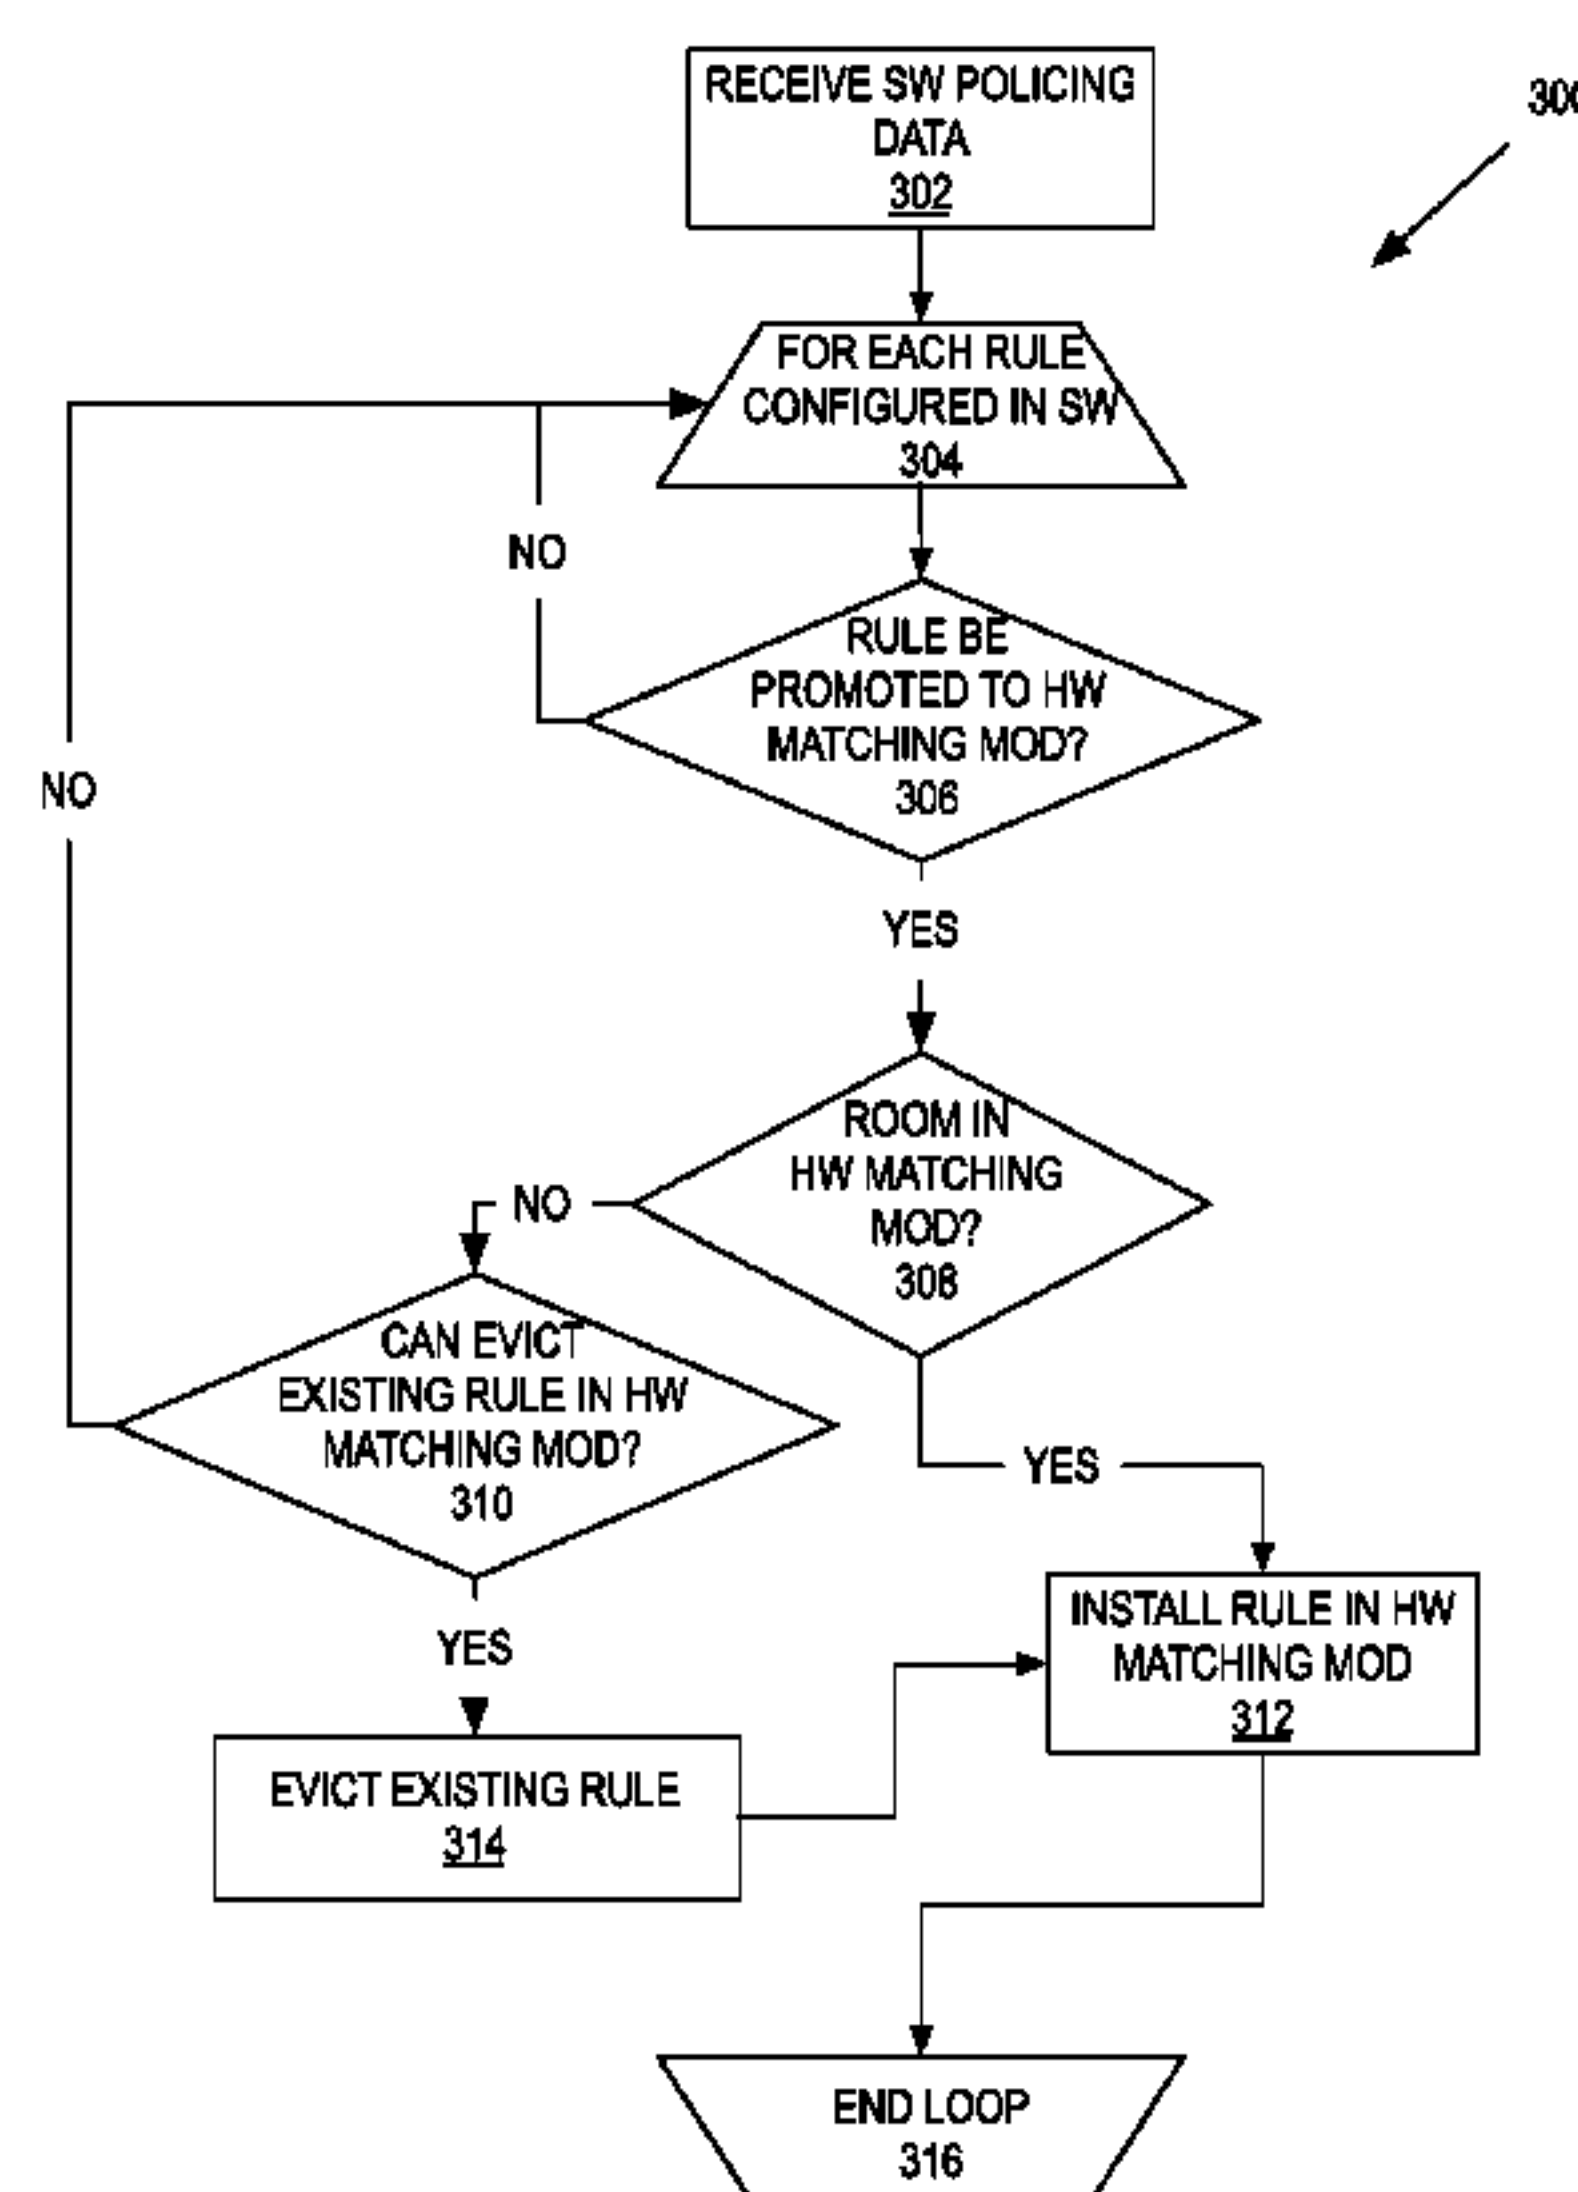 RECEIVE SW POLICING
DATA
302
300
FOR EACH RULE
CONFIGURED IN SW
304
NO
RULE BE
PROMOTED TO HW
MATCHING MOD?
306
NO
YES
ROOM IN
HW MATCHING
MOD?
308
NO
CAN EVICT
EXISTING RULE IN HW
MATCHING MOD?
310
YES
YES
INSTALL RULE IN HW
MATCHING MOD
312
EVICT EXISTING RULE
314
END LOOP
316